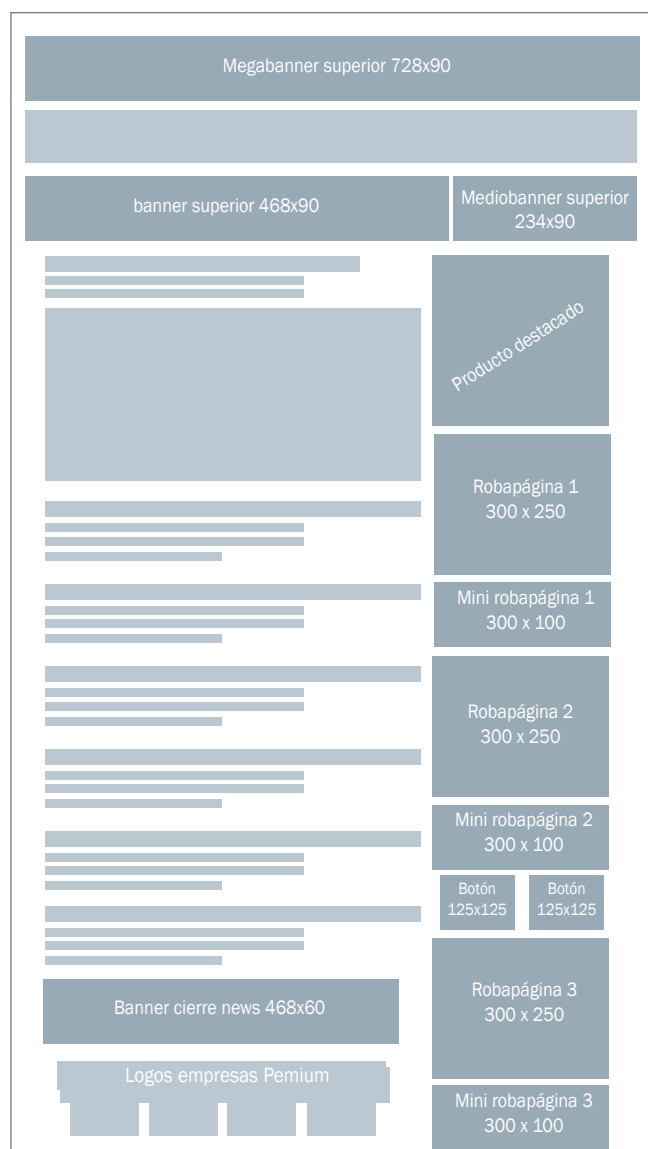 Megabanner superior 728x90
banner superior 468x90
Mediobanner superior
234x90
Producto destacado
Robapágina 1
300 x 250
Mini robapágina 1
300 x 100
Robapágina 2
300 x 250
Mini robapágina 2
300 x 100
Botón
125x125
Botón
125x125
Robapágina 3
300 x 250
Banner cierre news 468x60
Logos empresas Pemium
Mini robapágina 3
300 x 100